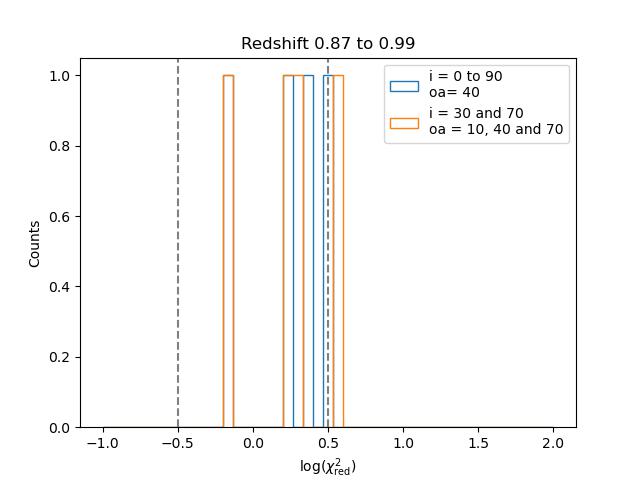 Redshift 0.87 to 0.99
1.0
0.8
0.6
0.4
0.2
0.0
Counts
i = 0 to 90
oa= 40
i = 30 and 70
oa = 10, 40 and 70
−1.0 −0.5 0.0 0.5 1.0 1.5 2.0
log(χ²red)